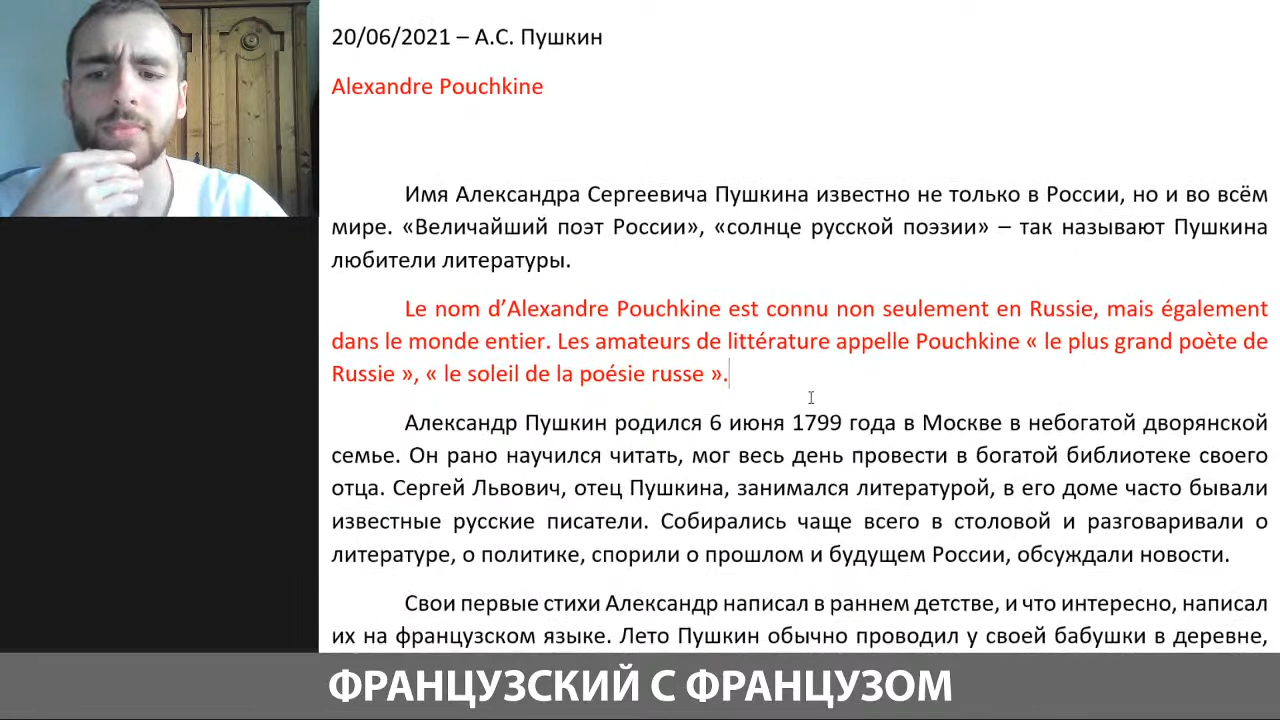 20/06/2021 – А.С. Пушкин
Alexandre Pouchkine
Имя Александра Сергеевича Пушкина известно не только в России, но и во всём
мире. «Величайший поэт России», «солнце русской поэзии» – так называют Пушкина
любители литературы.
Le nom d’Alexandre Pouchkine est connu non seulement en Russie, mais également
dans le monde entier. Les amateurs de littérature appelle Pouchkine « le plus grand poète de
Russie », « le soleil de la poésie russe ».
Александр Пушкин родился 6 июня 1799 года в Москве в небогатой дворянской
семье. Он рано научился читать, мог весь день провести в богатой библиотеке своего
отца. Сергей Львович, отец Пушкина, занимался литературой, в его доме часто бывали
известные русские писатели. Собирались чаще всего в столовой и разговаривали о
литературе, о политике, спорили о прошлом и будущем России, обсуждали новости.
Свои первые стихи Александр написал в раннем детстве, и что интересно, написал
их на французском языке. Лето Пушкин обычно проводил у своей бабушки в деревне,
ФРАНЦУЗСКИЙ С ФРАНЦУЗОМ